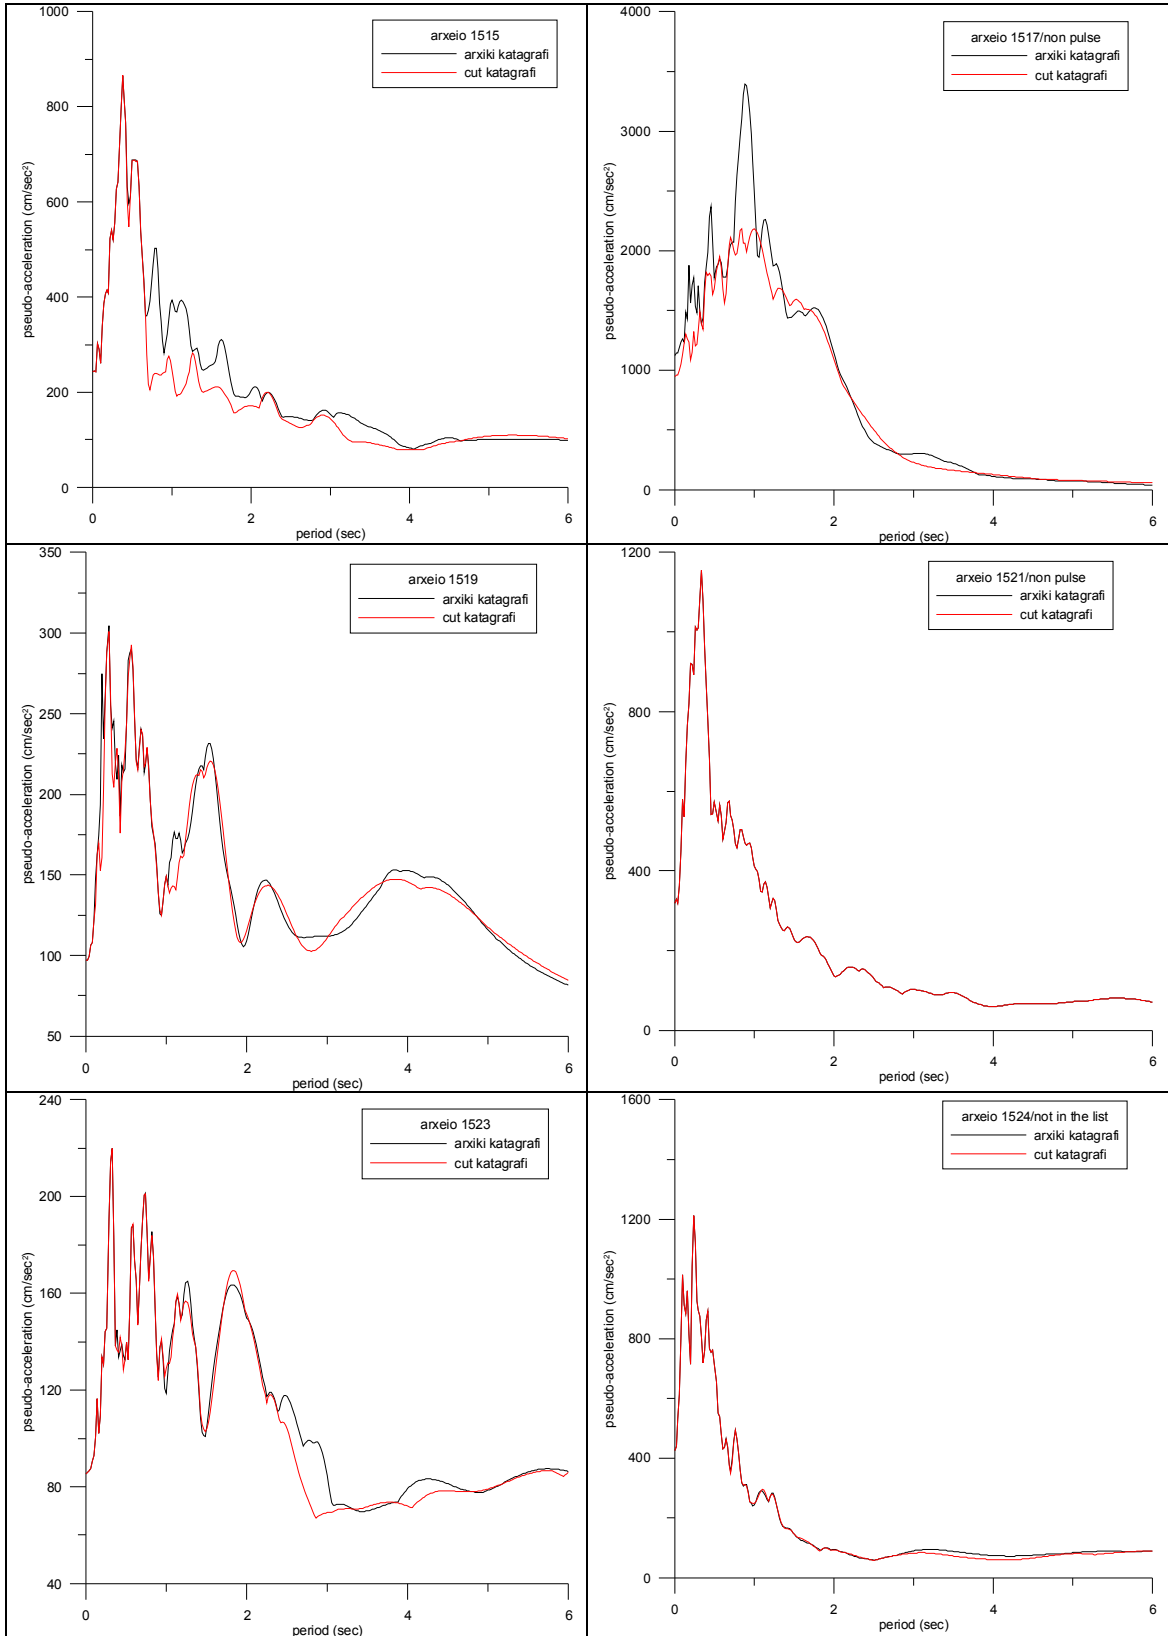 1000
800
600
400
200
0
pseudo-acceleration (cm/sec²)
arxeio 1515
arxiki katagrafi
cut katagrafi
0 2 4 6
period (sec)
4000
3000
2000
1000
0
pseudo-acceleration (cm/sec²)
arxeio 1517/non pulse
arxiki katagrafi
cut katagrafi
0 2 4 6
period (sec)
350
300
250
200
150
100
50
pseudo-acceleration (cm/sec²)
arxeio 1519
arxiki katagrafi
cut katagrafi
0 2 4 6
period (sec)
1200
800
400
0
pseudo-acceleration (cm/sec²)
arxeio 1521/non pulse
arxiki katagrafi
cut katagrafi
0 2 4 6
period (sec)
240
200
160
120
80
40
pseudo-acceleration (cm/sec²)
arxeio 1523
arxiki katagrafi
cut katagrafi
0 2 4 6
period (sec)
1600
1200
800
400
0
pseudo-acceleration (cm/sec²)
arxeio 1524/not in the list
arxiki katagrafi
cut katagrafi
0 2 4 6
period (sec)